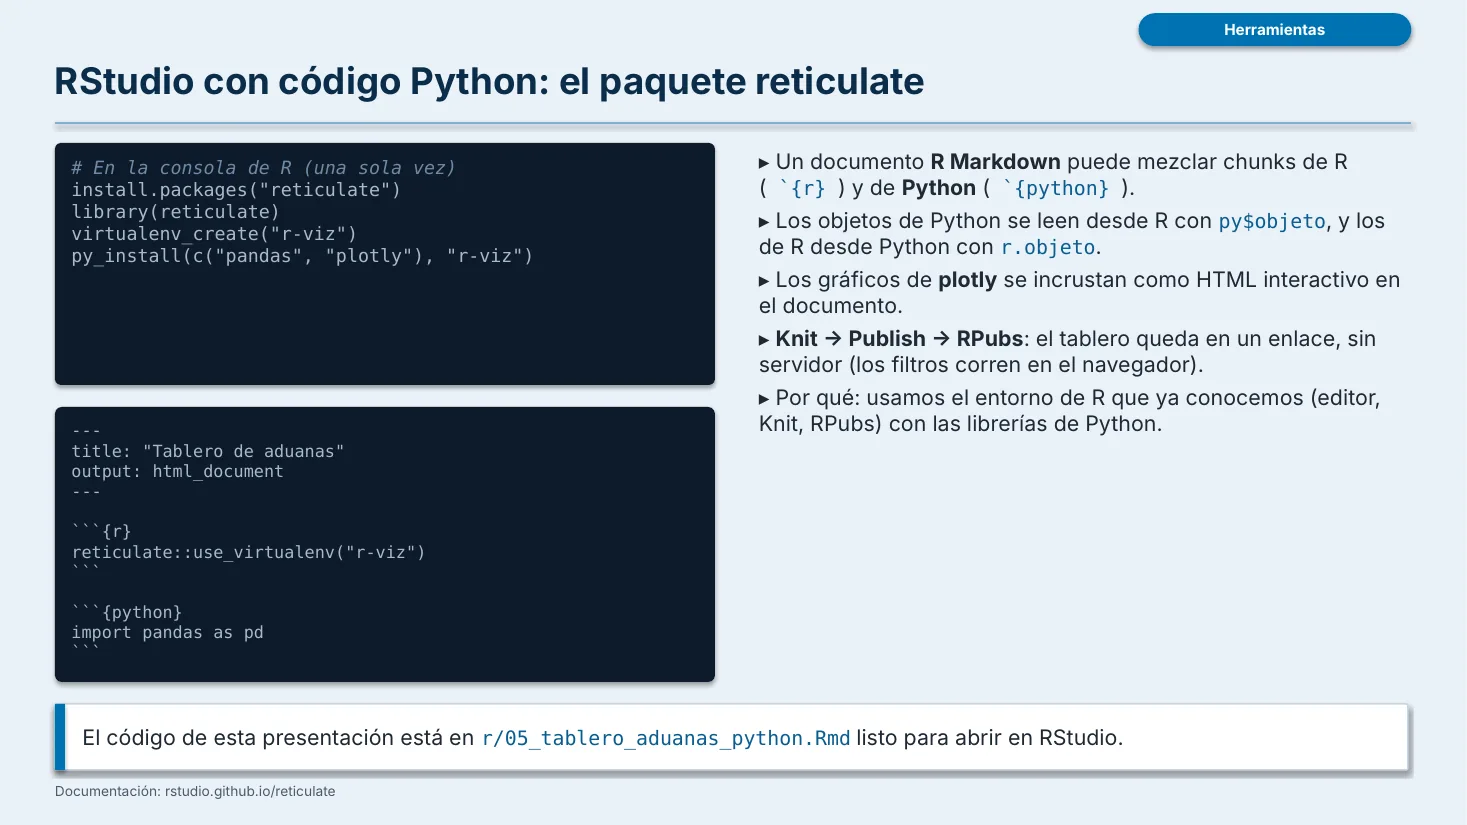 Herramientas
RStudio con código Python: el paquete reticulate
# En la consola de R (una sola vez)
install.packages("reticulate")
library(reticulate)
virtualenv_create("r-viz")
py_install(c("pandas", "plotly"), "r-viz")
---
title: "Tablero de aduanas"
output: html_document
---
```{r}
reticulate::use_virtualenv("r-viz")
```
```{python}
import pandas as pd
```
▸ Un documento R Markdown puede mezclar chunks de R
( `{r} ) y de Python ( `{python} ).
▸ Los objetos de Python se leen desde R con py$objeto, y los
de R desde Python con r.objeto.
▸ Los gráficos de plotly se incrustan como HTML interactivo en
el documento.
▸ Knit → Publish → RPubs: el tablero queda en un enlace, sin
servidor (los filtros corren en el navegador).
▸ Por qué: usamos el entorno de R que ya conocemos (editor,
Knit, RPubs) con las librerías de Python.
El código de esta presentación está en r/05_tablero_aduanas_python.Rmd listo para abrir en RStudio.
Documentación: rstudio.github.io/reticulate